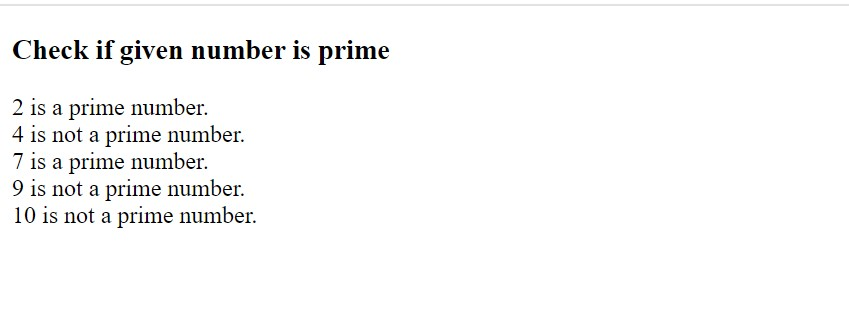 Check if given number is prime
2 is a prime number.
4 is not a prime number.
7 is a prime number.
9 is not a prime number.
10 is not a prime number.